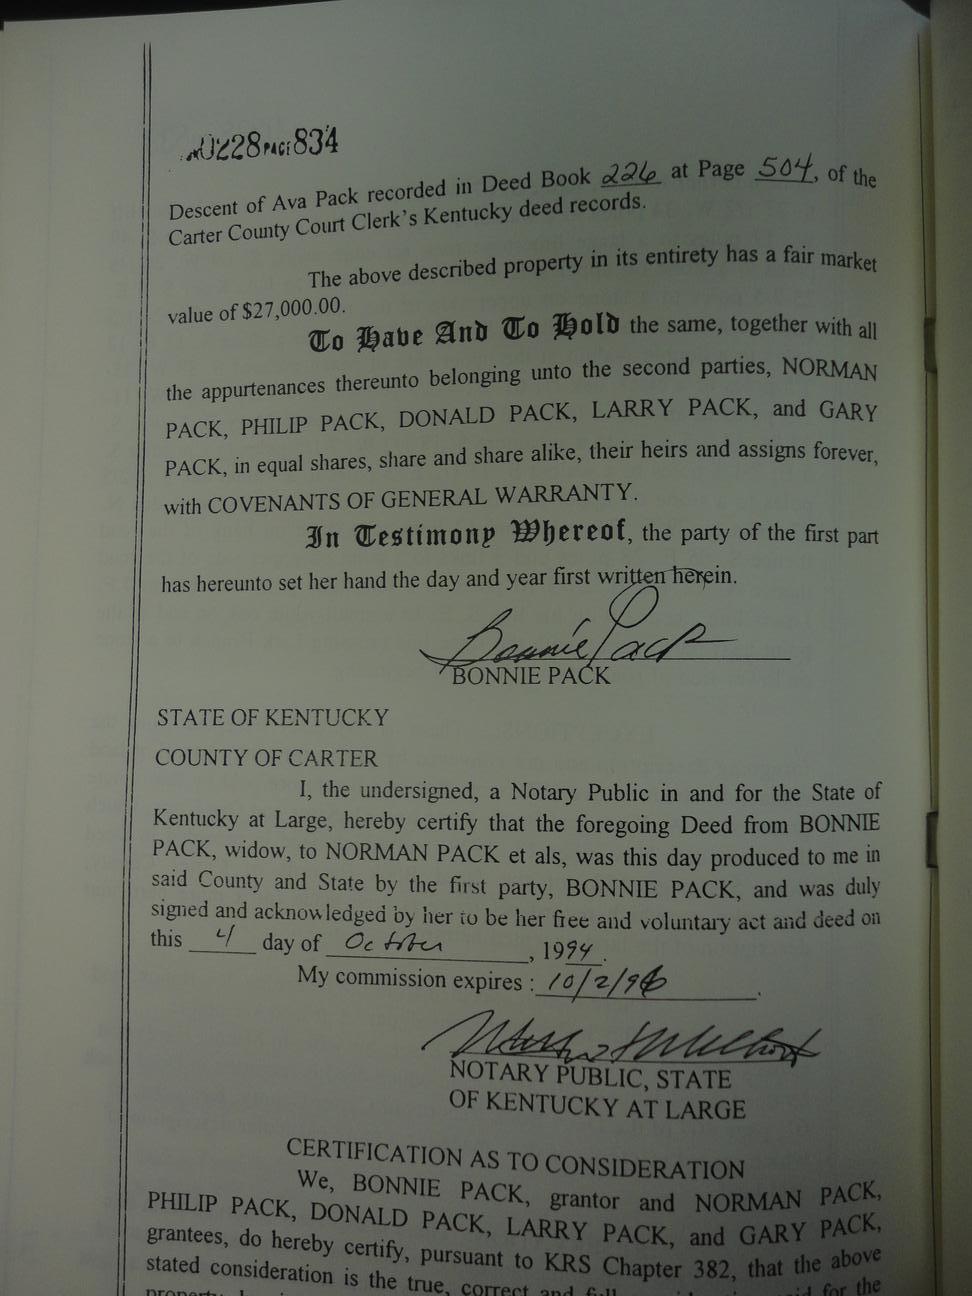 0228 PAGE 834
Descent of Ava Pack recorded in Deed Book 226 at Page 504, of the
Carter County Court Clerk's Kentucky deed records.
The above described property in its entirety has a fair market
value of $27,000.00.
To Have And To Hold the same, together with all
the appurtenances thereunto belonging unto the second parties, NORMAN
PACK, PHILIP PACK, DONALD PACK, LARRY PACK, and GARY
PACK, in equal shares, share and share alike, their heirs and assigns forever,
with COVENANTS OF GENERAL WARRANTY.
In Testimony Whereof, the party of the first part
has hereunto set her hand the day and year first written herein.
Bonnie Pack
BONNIE PACK
STATE OF KENTUCKY
COUNTY OF CARTER
I, the undersigned, a Notary Public in and for the State of
Kentucky at Large, hereby certify that the foregoing Deed from BONNIE
PACK, widow, to NORMAN PACK et als, was this day produced to me in
said County and State by the first party, BONNIE PACK, and was duly
signed and acknowledged by her to be her free and voluntary act and deed on
this 4 day of October, 1994.
My commission expires : 10/2/96.
NOTARY PUBLIC, STATE
OF KENTUCKY AT LARGE
CERTIFICATION AS TO CONSIDERATION
We, BONNIE PACK, grantor and NORMAN PACK,
PHILIP PACK, DONALD PACK, LARRY PACK, and GARY PACK,
grantees, do hereby certify, pursuant to KRS Chapter 382, that the above
stated consideration is the true, correct and full for the